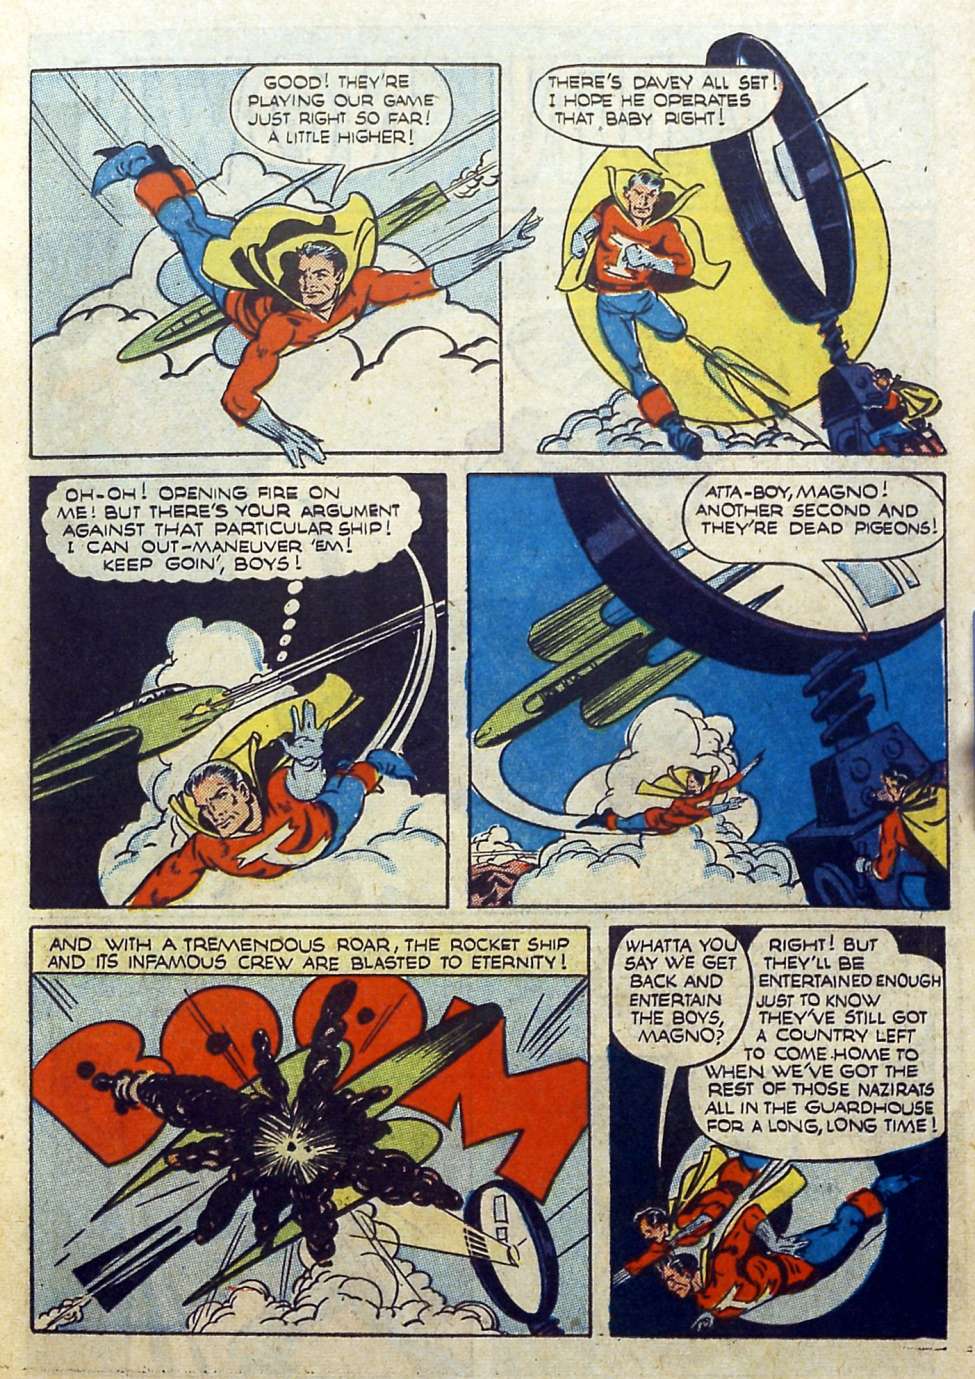 GOOD! THEY'RE
PLAYING OUR GAME
JUST RIGHT SO FAR!
A LITTLE HIGHER!
THERE'S DAVEY ALL SET!
I HOPE HE OPERATES
THAT BABY RIGHT!
OH-OH! OPENING FIRE ON
ME! BUT THERE'S YOUR ARGUMENT
AGAINST THAT PARTICULAR SHIP!
I CAN OUT-MANEUVER 'EM!
KEEP GOIN', BOYS!
ATTA-BOY, MAGNO!
ANOTHER SECOND AND
THEY'RE DEAD PIGEONS!
AND WITH A TREMENDOUS ROAR, THE ROCKET SHIP
AND ITS INFAMOUS CREW ARE BLASTED TO ETERNITY!
BOOM
WHATTA YOU
SAY WE GET
BACK AND
ENTERTAIN
THE BOYS,
MAGNO?
RIGHT! BUT
THEY'LL BE
ENTERTAINED ENOUGH
JUST TO KNOW
THEY'VE STILL GOT
A COUNTRY LEFT
TO COME HOME TO
WHEN WE'VE GOT THE
REST OF THOSE NAZIRATS
ALL IN THE GUARDHOUSE
FOR A LONG, LONG TIME!
10